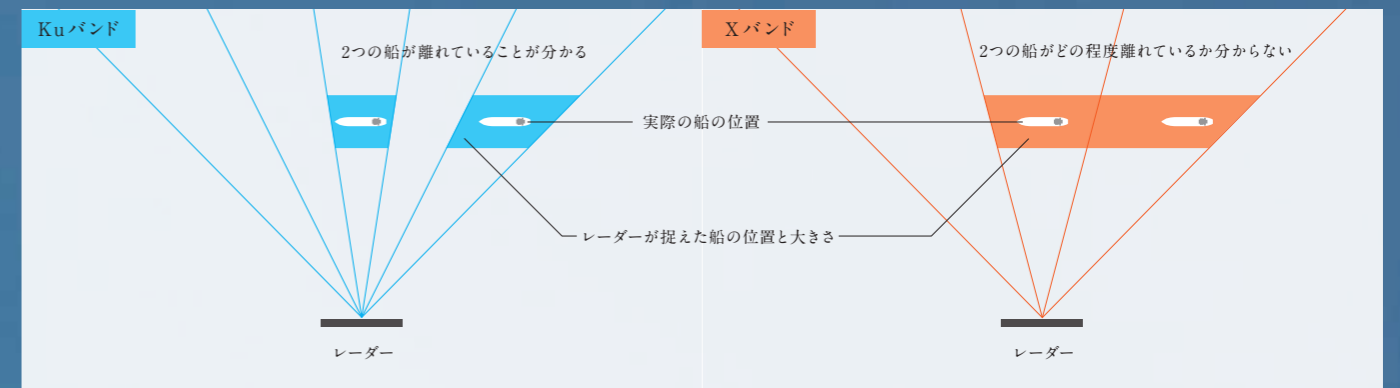 Kuバンド
2つの船が離れていることが分かる
Xバンド
2つの船がどの程度離れているか分からない
実際の船の位置
レーダーが捉えた船の位置と大きさ
レーダー
レーダー